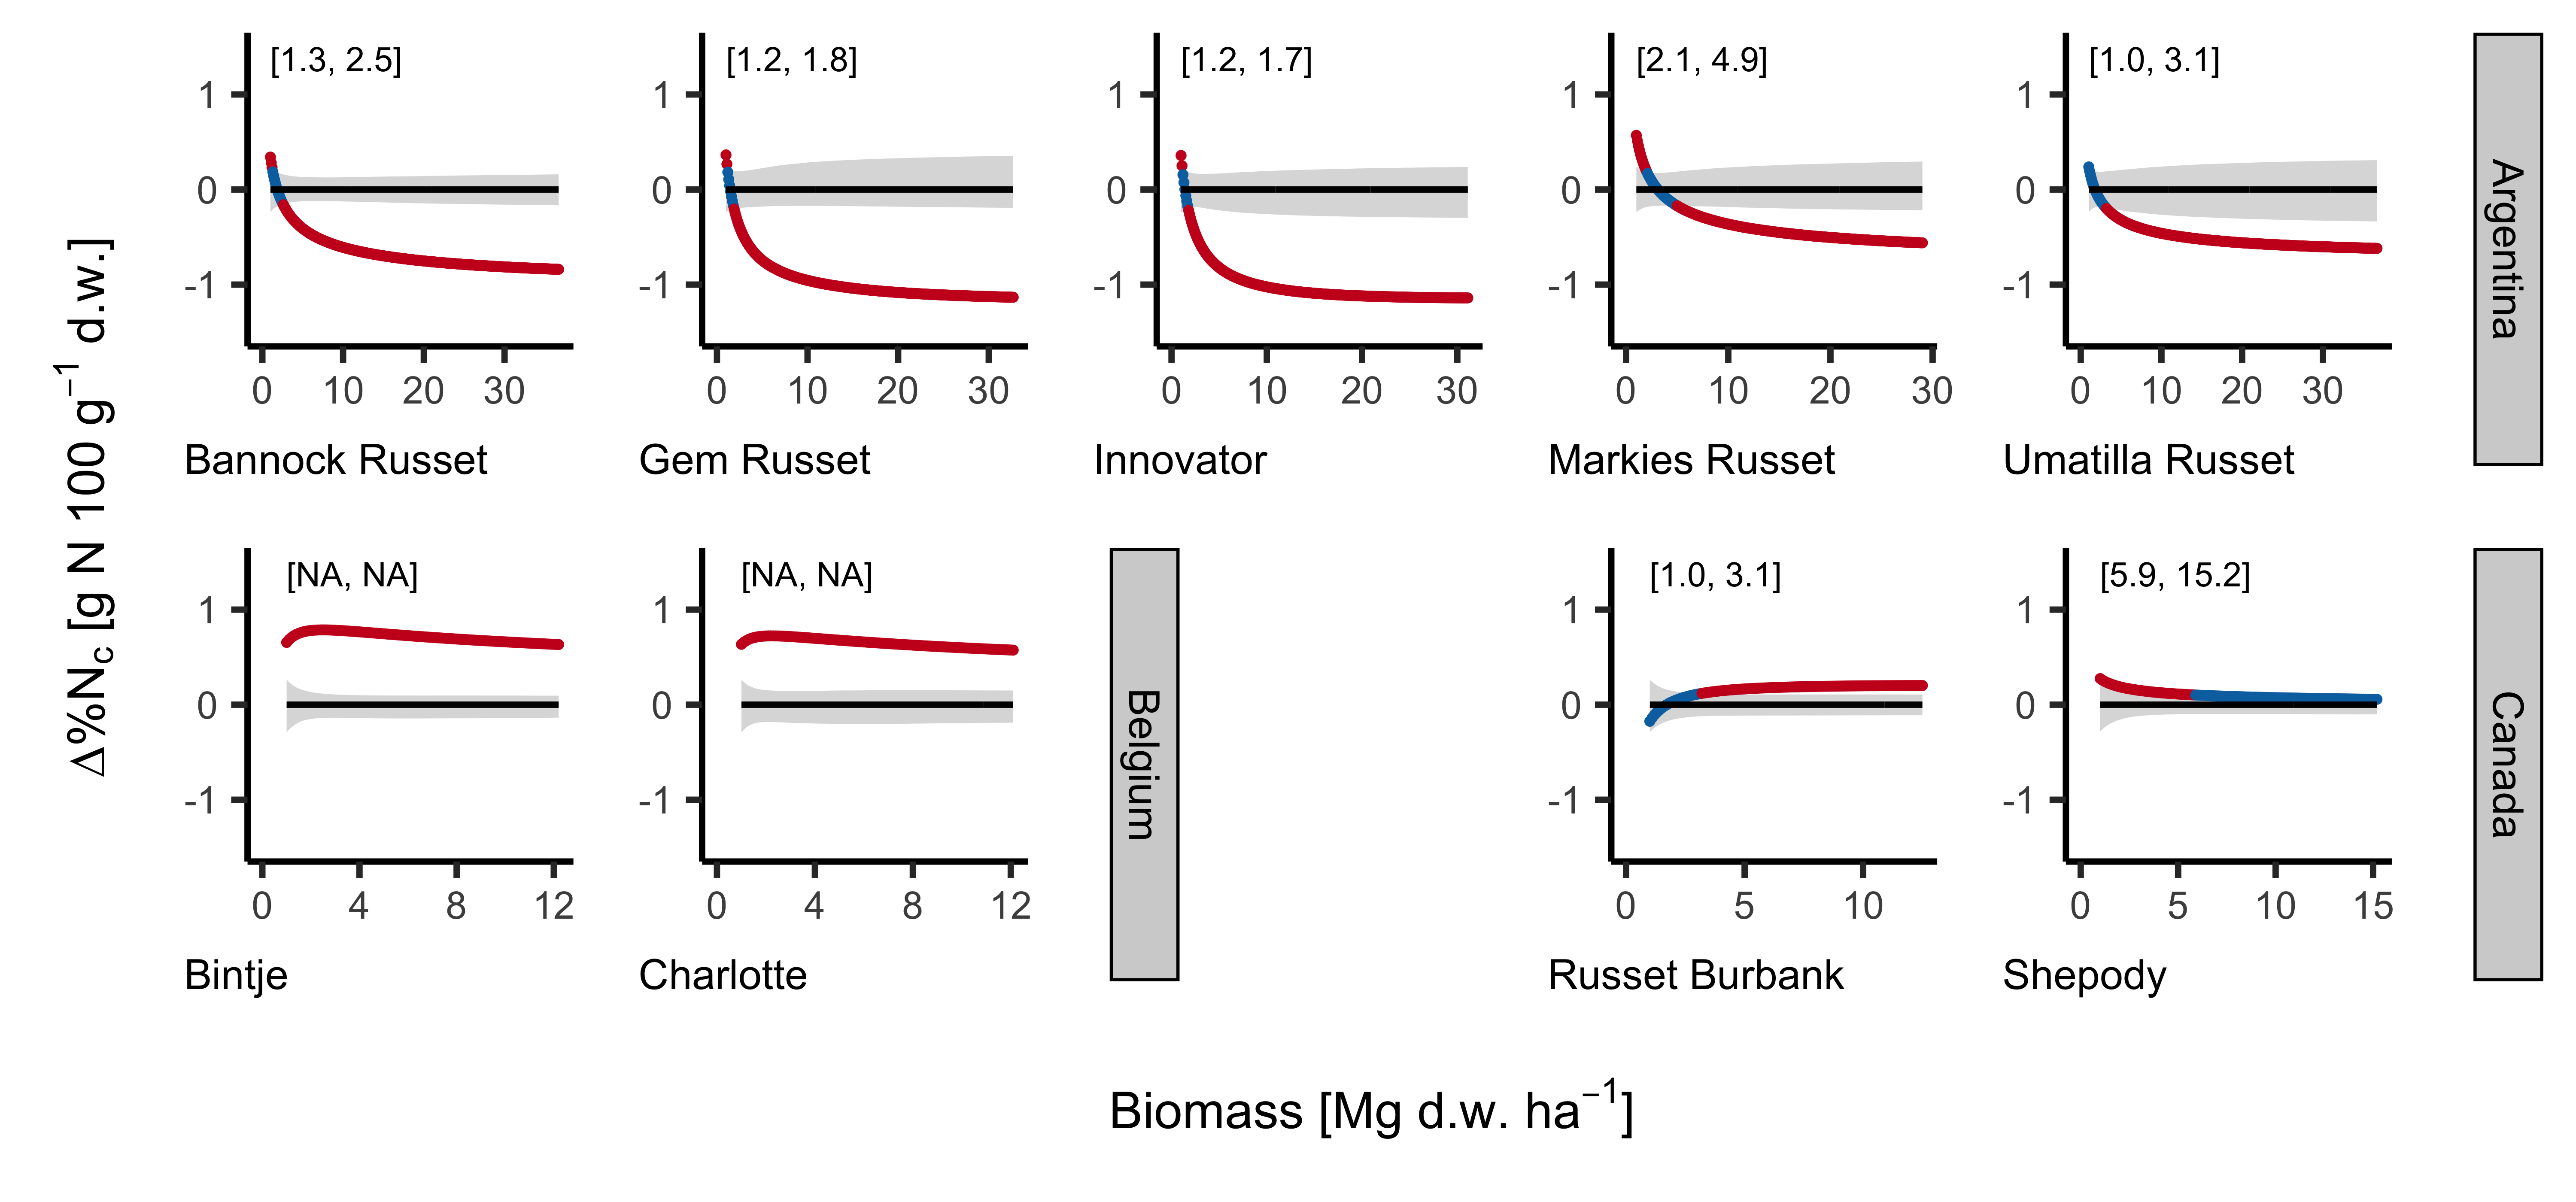 Δ%Nc [g N 100 g−1 d.w.]
[1.3, 2.5]
1
0
-1
0 10 20 30
Bannock Russet
[1.2, 1.8]
1
0
-1
0 10 20 30
Gem Russet
[1.2, 1.7]
1
0
-1
0 10 20 30
Innovator
[2.1, 4.9]
1
0
-1
0 10 20 30
Markies Russet
[1.0, 3.1]
1
0
-1
0 10 20 30
Umatilla Russet
Argentina
[NA, NA]
1
0
-1
0 4 8 12
Bintje
[NA, NA]
1
0
-1
0 4 8 12
Charlotte
Belgium
[1.0, 3.1]
1
0
-1
0 5 10
Russet Burbank
[5.9, 15.2]
1
0
-1
0 5 10 15
Shepody
Canada
Biomass [Mg d.w. ha−1]